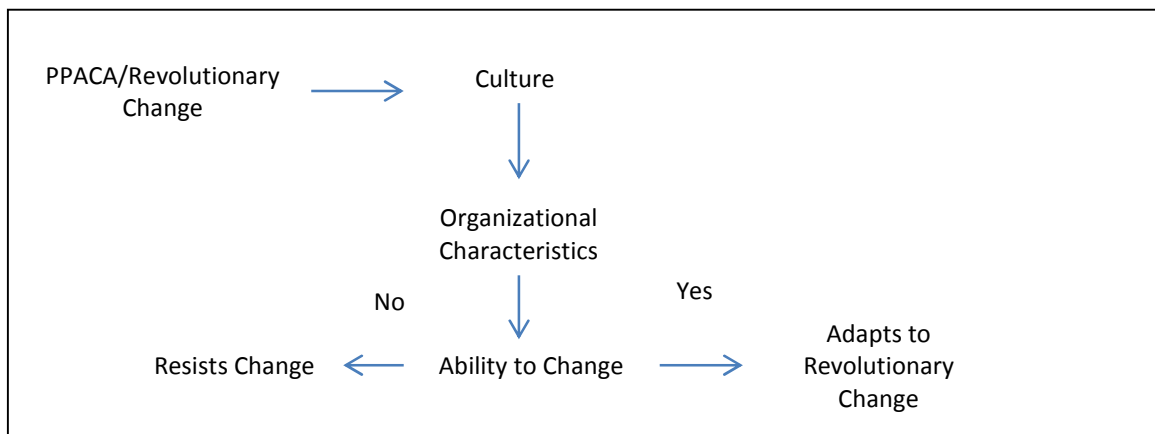 PPACA/Revolutionary
Change
Culture
Organizational
Characteristics
No
Yes
Resists Change
Ability to Change
Adapts to
Revolutionary
Change